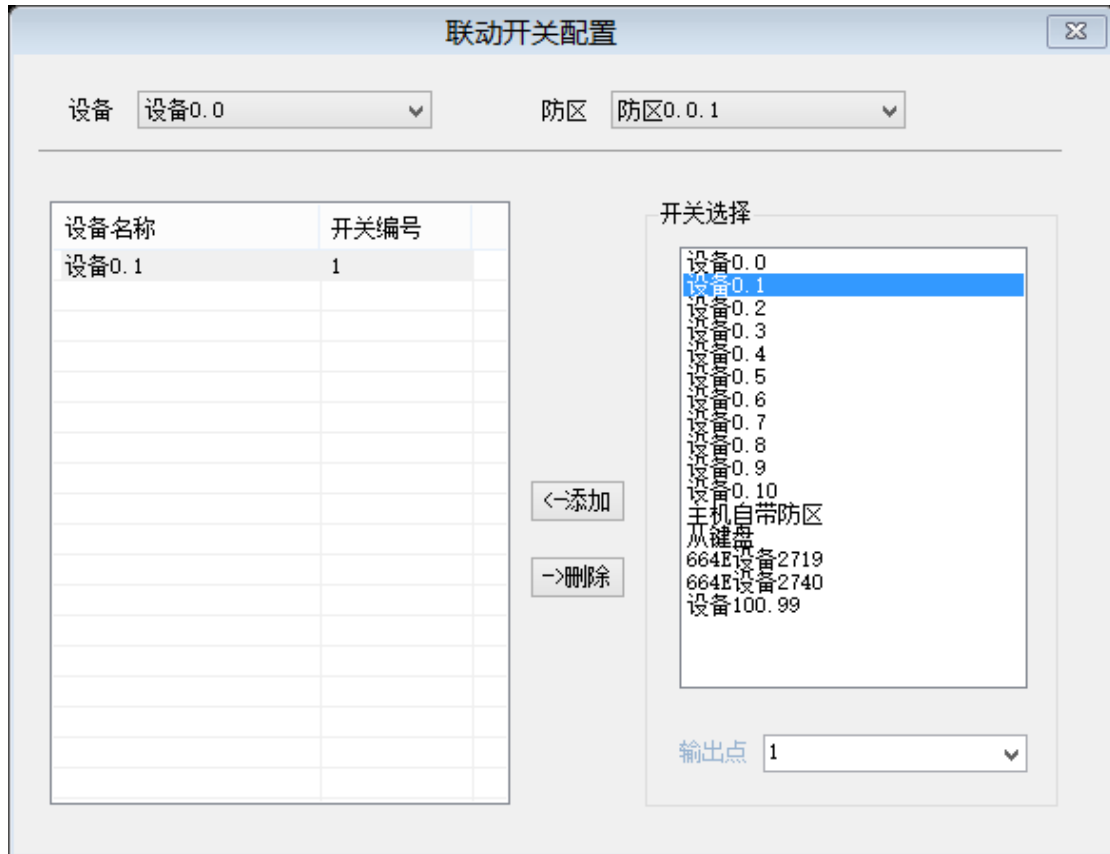 联动开关配置
设备 设备0.0 防区 防区0.0.1
设备名称 开关编号
设备0.1 1
开关选择
设备0.0
设备0.1
设备0.2
设备0.3
设备0.4
设备0.5
设备0.6
设备0.7
设备0.8
设备0.9
设备0.10
主机自带防区
从键盘
664E设备2719
664E设备2740
设备100.99
<-添加
->删除
输出点 1